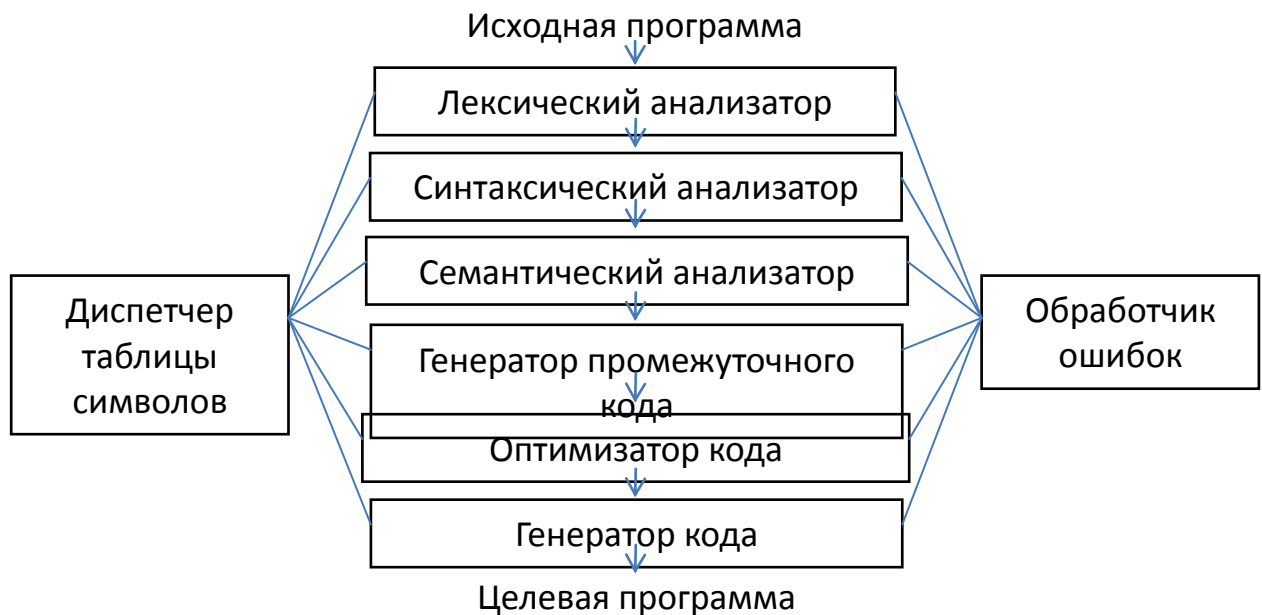 Исходная программа
Лексический анализатор
Синтаксический анализатор
Семантический анализатор
Диспетчер
таблицы
символов
Генератор промежуточного
кода
Обработчик
ошибок
Оптимизатор кода
Генератор кода
Целевая программа